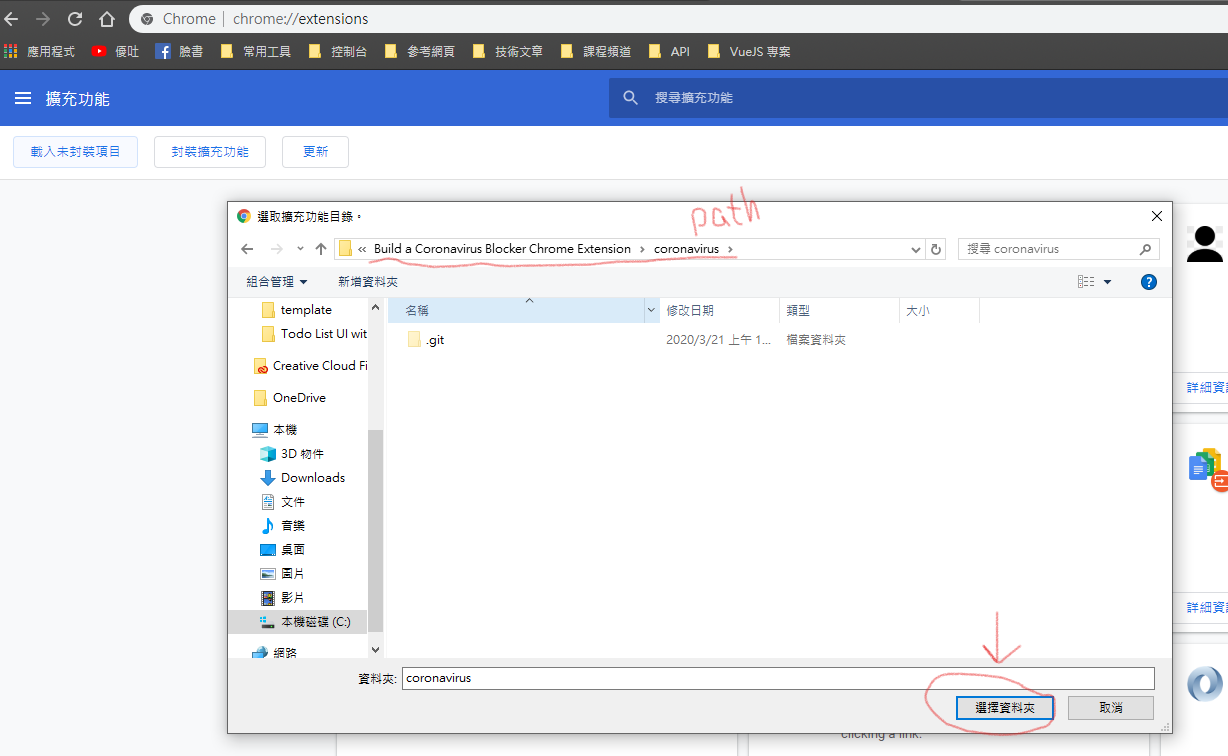 Chrome | chrome://extensions
應用程式 優吐 臉書 常用工具 控制台 參考網頁 技術文章 課程頻道 API VueJS 專案
擴充功能 搜尋擴充功能
載入未封裝項目 封裝擴充功能 更新
path
選取擴充功能目錄。
« Build a Coronavirus Blocker Chrome Extension › coronavirus › 搜尋 coronavirus
組合管理 新增資料夾
template
Todo List UI wit
Creative Cloud Fi
OneDrive
本機
3D 物件
Downloads
文件
音樂
桌面
圖片
影片
本機磁碟 (C:)
網路
名稱 修改日期 類型 大小
.git 2020/3/21 上午 1... 檔案資料夾
詳細資
詳細資
資料夾: coronavirus
選擇資料夾 取消
clicking a link.